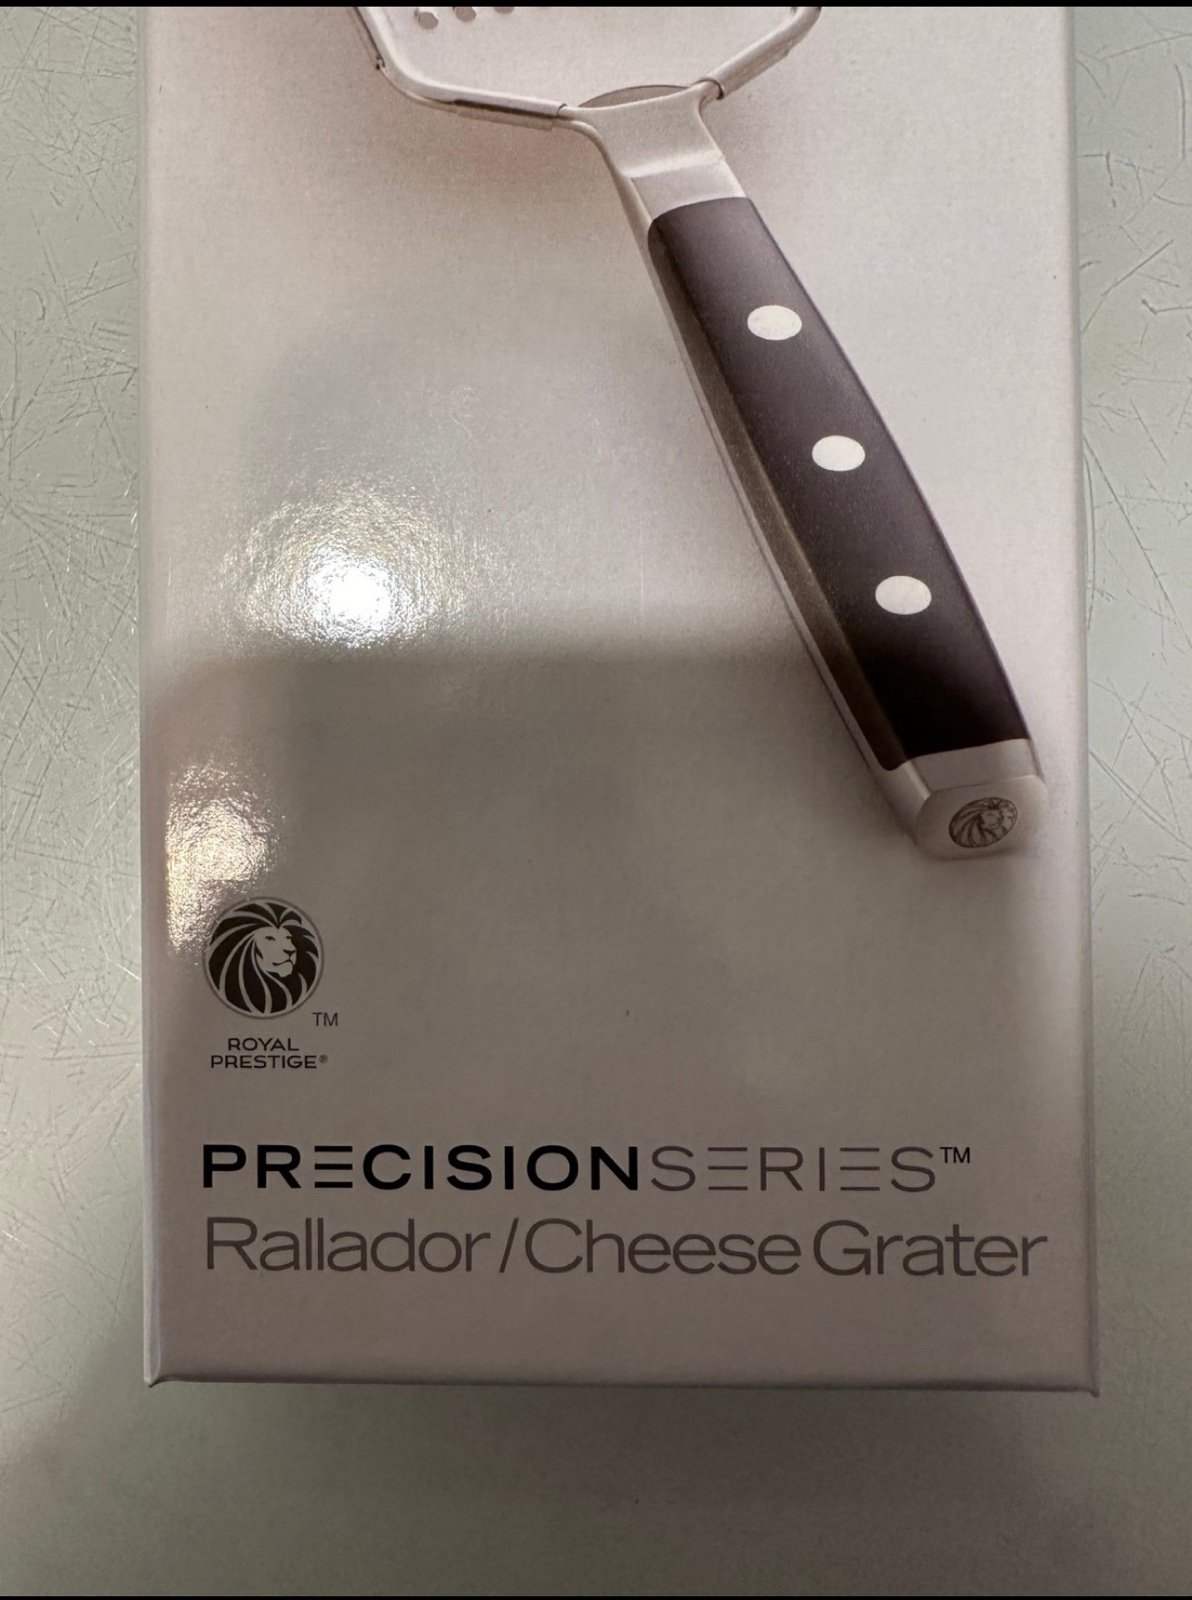 TM
ROYAL
PRESTIGE®
PRECISIONSERIES™
Rallador/Cheese Grater